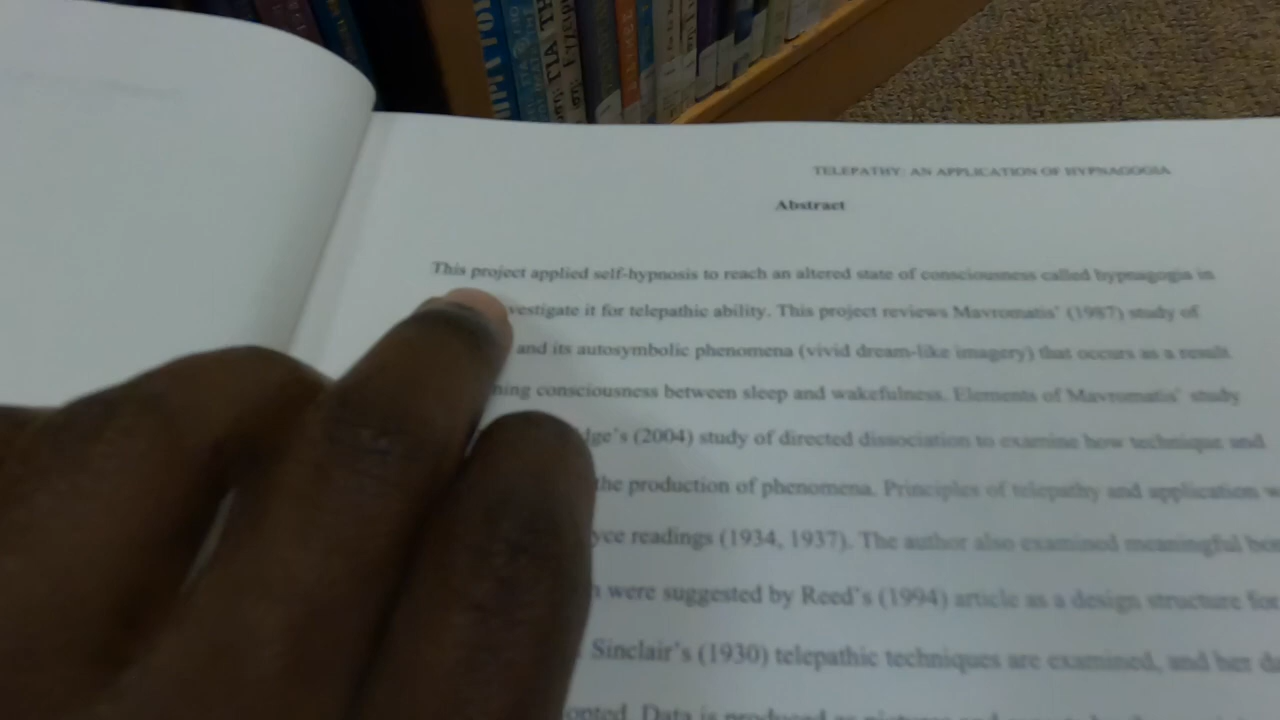 TELEPATHY: AN APPLICATION OF HYPNAGOGIA
Abstract
This project applied self-hypnosis to reach an altered state of consciousness called hypnagogia in
vestigate it for telepathic ability. This project reviews Mavromatis' (1987) study of
and its autosymbolic phenomena (vivid dream-like imagery) that occurs as a result
consciousness between sleep and wakefulness. Elements of Mavromatis' study
dge's (2004) study of directed dissociation to examine how technique and
the production of phenomena. Principles of telepathy and application
yce readings (1934, 1937). The author also examined meaningful
were suggested by Reed's (1994) article as a design structure for
Sinclair's (1930) telepathic techniques are examined, and her
opted. Data is produced